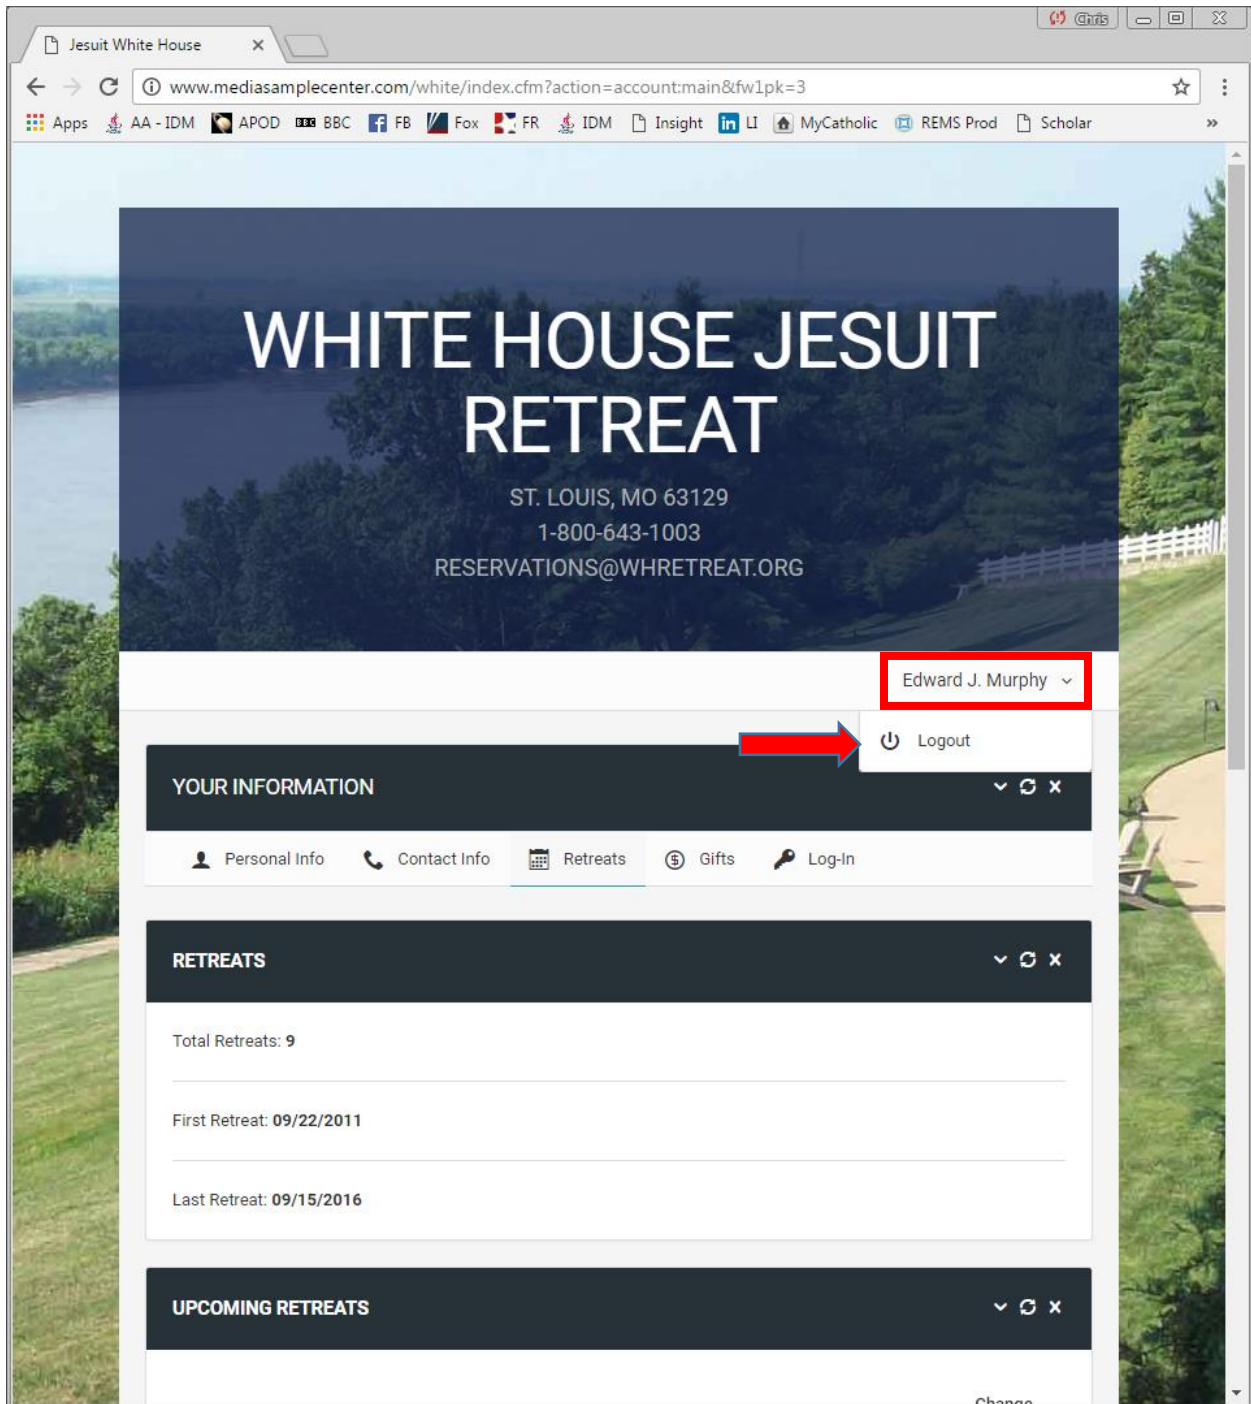 Chris
Jesuit White House
www.mediasamplecenter.com/white/index.cfm?action=account:main&fw1pk=3
Apps AA - IDM APOD BBC BBC FB Fox FR IDM Insight in LI MyCatholic REMS Prod Scholar »
WHITE HOUSE JESUIT
RETREAT
ST. LOUIS, MO 63129
1-800-643-1003
RESERVATIONS@WHRETREAT.ORG
Edward J. Murphy
Logout
YOUR INFORMATION
Personal Info Contact Info Retreats Gifts Log-In
RETREATS
Total Retreats: 9
First Retreat: 09/22/2011
Last Retreat: 09/15/2016
UPCOMING RETREATS
Change